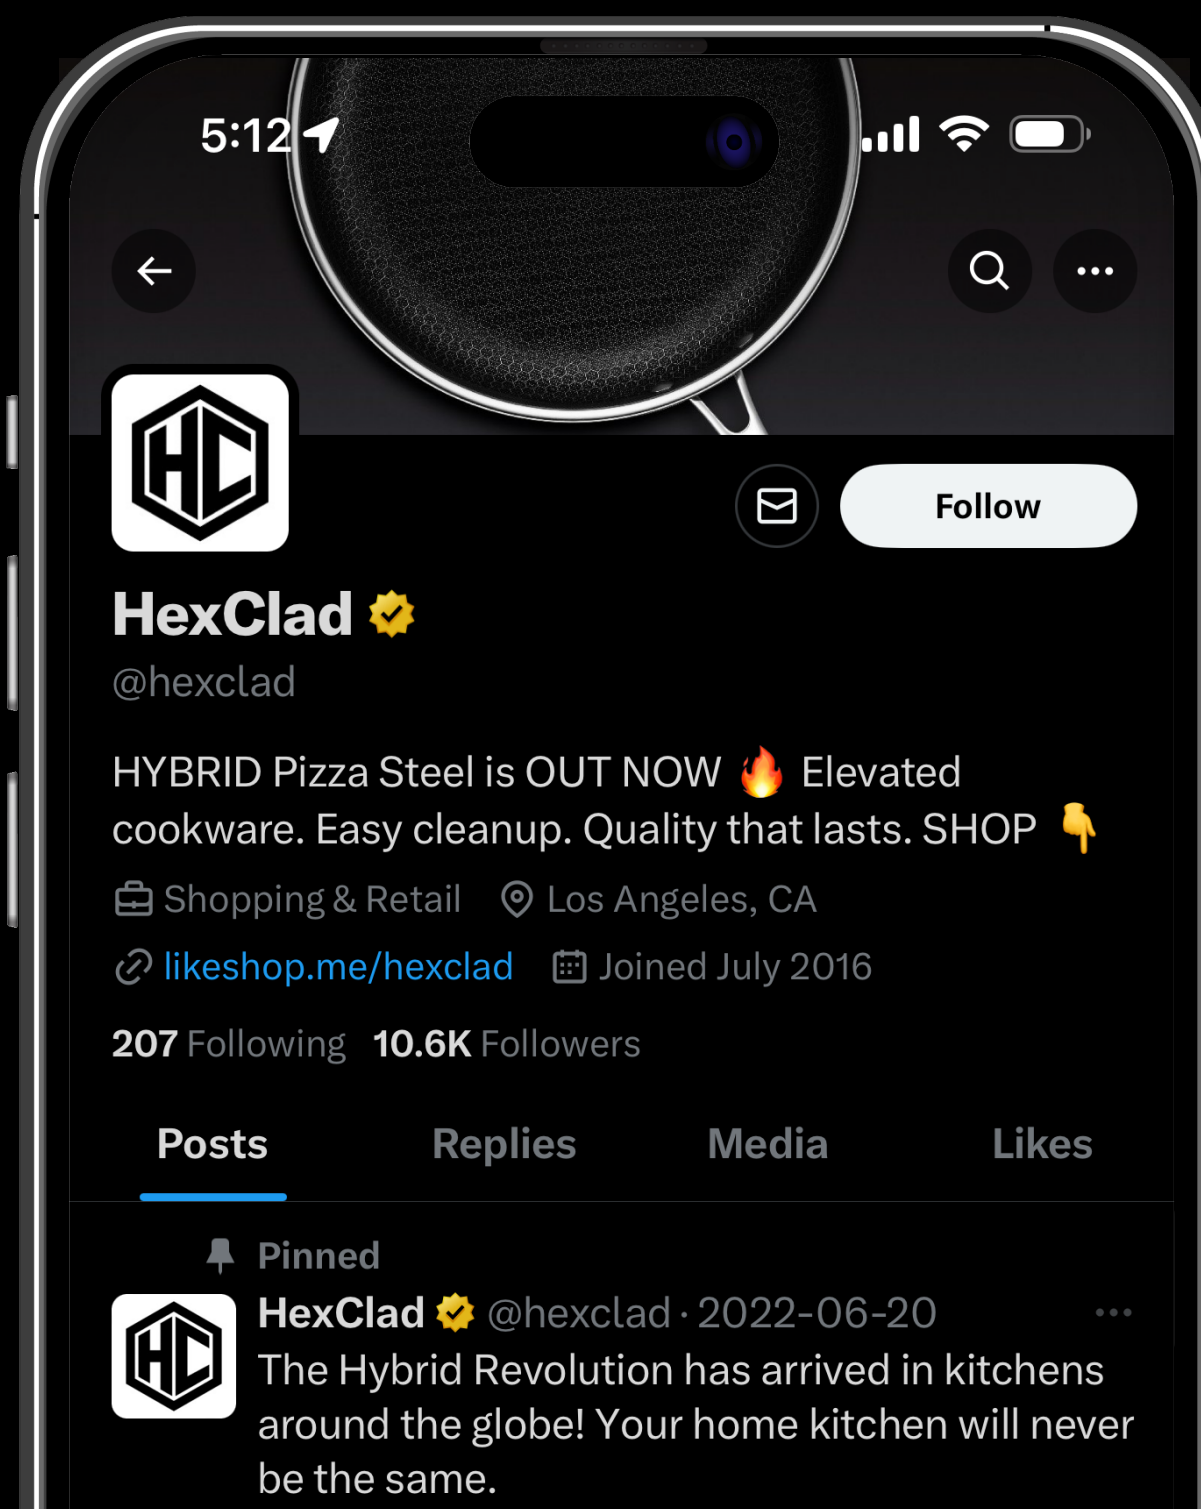 5:12
HC
Follow
HexClad
@hexclad
HYBRID Pizza Steel is OUT NOW 🔥 Elevated
cookware. Easy cleanup. Quality that lasts. SHOP 👇
Shopping & Retail Los Angeles, CA
likeshop.me/hexclad Joined July 2016
207 Following 10.6K Followers
Posts Replies Media Likes
Pinned
HC
HexClad @hexclad · 2022-06-20
The Hybrid Revolution has arrived in kitchens
around the globe! Your home kitchen will never
be the same.